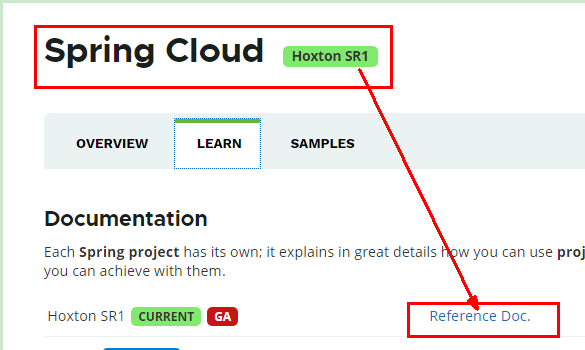 Spring Cloud Hoxton SR1
OVERVIEW LEARN SAMPLES
Documentation
Each Spring project has its own; it explains in great details how you can use proj
you can achieve with them.
Hoxton SR1 CURRENT GA Reference Doc.